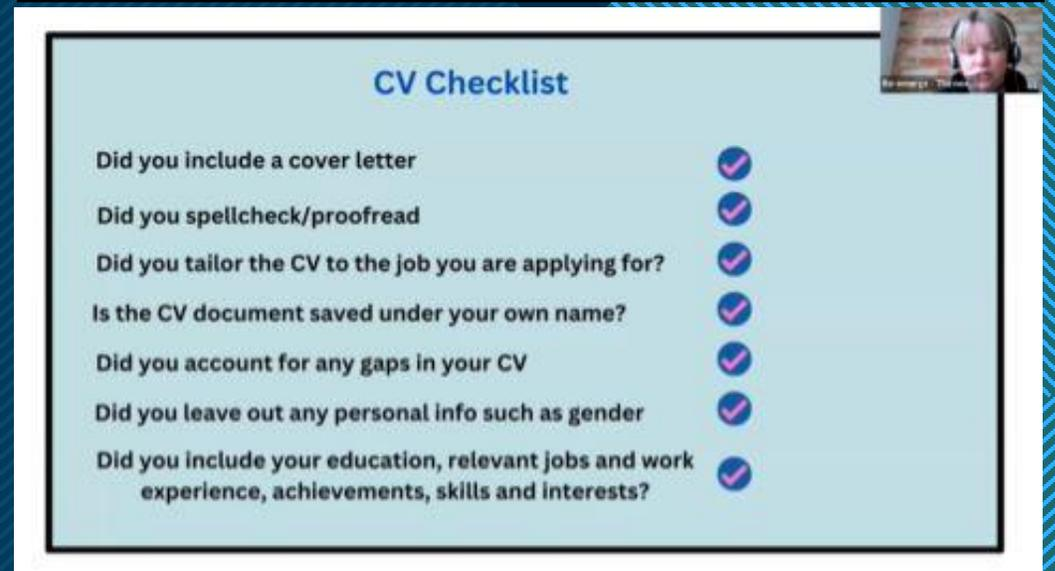 CV Checklist
Did you include a cover letter
Did you spellcheck/proofread
Did you tailor the CV to the job you are applying for?
Is the CV document saved under your own name?
Did you account for any gaps in your CV
Did you leave out any personal info such as gender
Did you include your education, relevant jobs and work
experience, achievements, skills and interests?